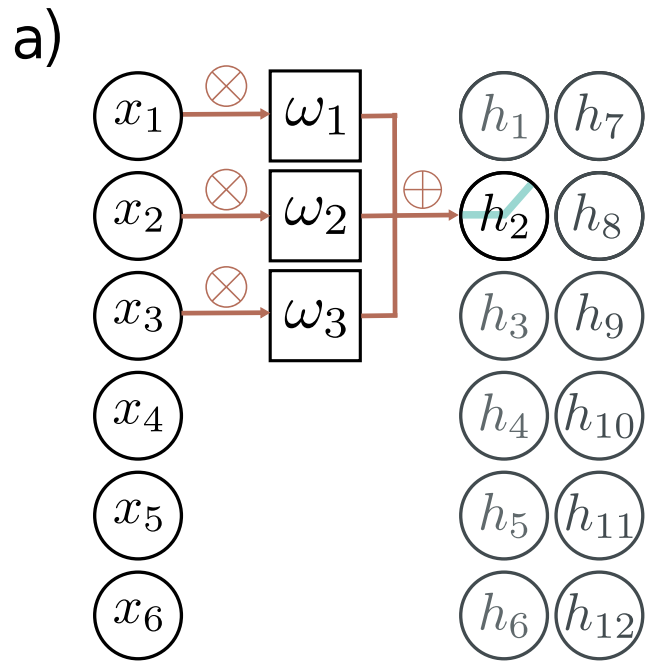 a)
x₁ ⊗ ω₁ h₁ h₇
x₂ ⊗ ω₂ ⊕ h₂ h₈
x₃ ⊗ ω₃ h₃ h₉
x₄ h₄ h₁₀
x₅ h₅ h₁₁
x₆ h₆ h₁₂